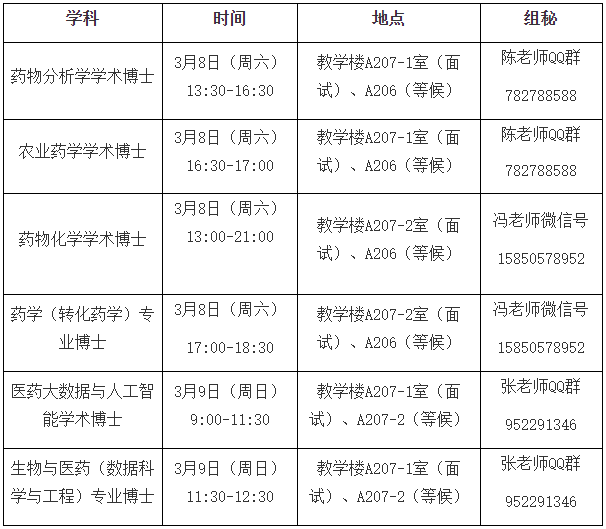 学科 时间 地点 组秘
药物分析学学术博士 3月8日（周六） 13:30-16:30 教学楼A207-1室（面 试）、A206（等候） 陈老师QQ群 782788588
农业药学学术博士 3月8日（周六） 16:30-17:00 教学楼A207-1室（面 试）、A206（等候） 陈老师QQ群 782788588
药物化学学术博士 3月8日（周六） 13:00-21:00 教学楼A207-2室（面 试）、A206（等候） 冯老师微信号 15850578952
药学（转化药学）专 业博士 3月8日（周六） 17:00-18:30 教学楼A207-2室（面 试）、A206（等候） 冯老师微信号 15850578952
医药大数据与人工智 能学术博士 3月9日（周日） 9:00-11:30 教学楼A207-1室（面 试）、A207-2（等候） 张老师QQ群 952291346
生物与医药（数据科 学与工程）专业博士 3月9日（周日） 11:30-12:30 教学楼A207-1室（面 试）、A207-2（等候） 张老师QQ群 952291346